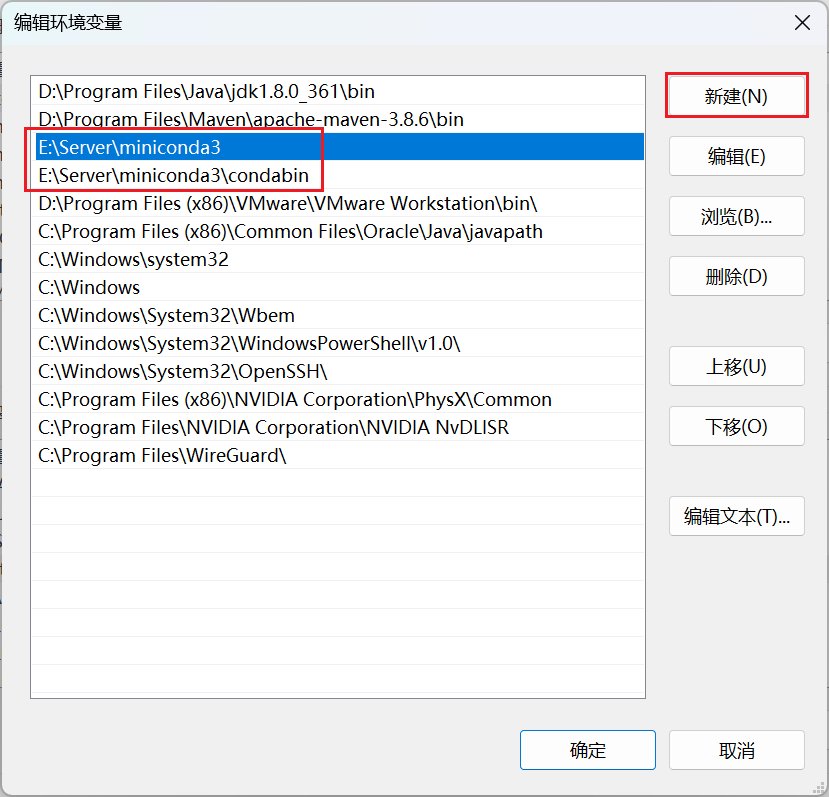 编辑环境变量
D:\Program Files\Java\jdk1.8.0_361\bin
D:\Program Files\Maven\apache-maven-3.8.6\bin
E:\Server\miniconda3
E:\Server\miniconda3\condabin
D:\Program Files (x86)\VMware\VMware Workstation\bin\
C:\Program Files (x86)\Common Files\Oracle\Java\javapath
C:\Windows\system32
C:\Windows
C:\Windows\System32\Wbem
C:\Windows\System32\WindowsPowerShell\v1.0\
C:\Windows\System32\OpenSSH\
C:\Program Files (x86)\NVIDIA Corporation\PhysX\Common
C:\Program Files\NVIDIA Corporation\NVIDIA NvDLISR
C:\Program Files\WireGuard\
新建(N)
编辑(E)
浏览(B)...
删除(D)
上移(U)
下移(O)
编辑文本(T)...
确定
取消